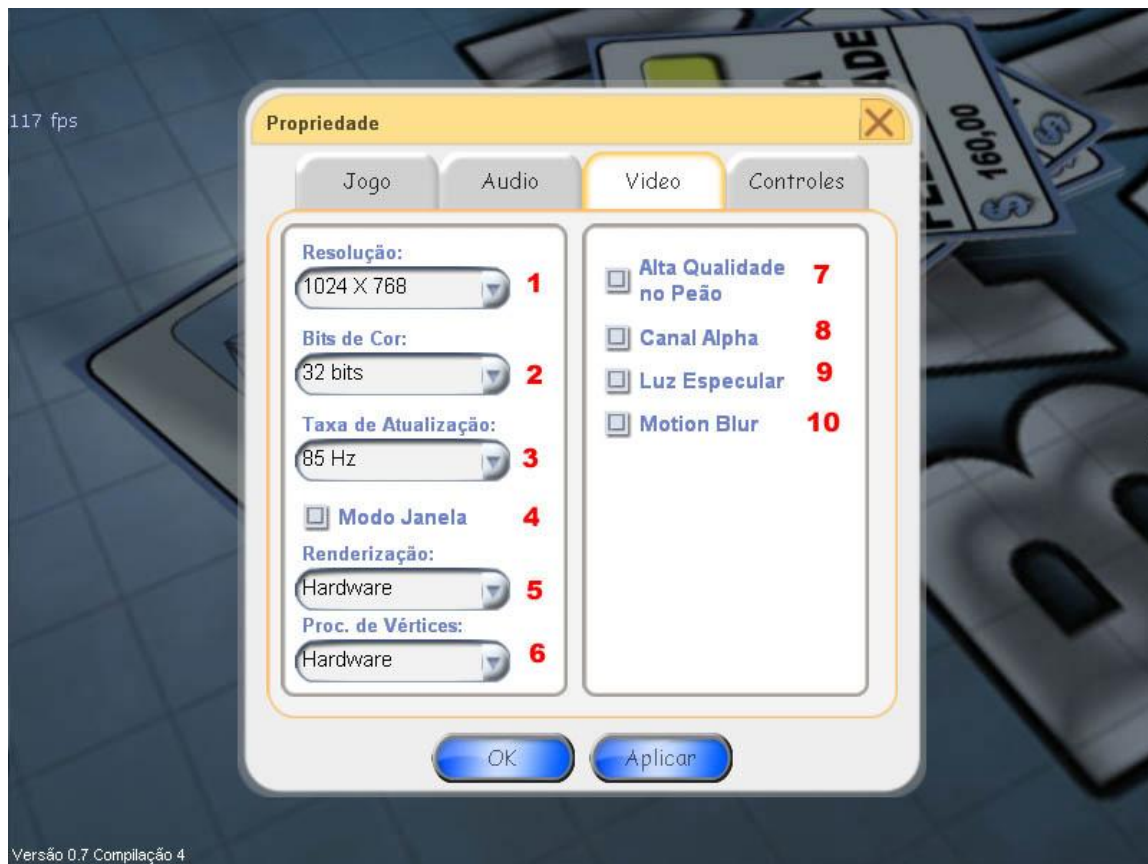 117 fps
ADE
160,00
$
$
Propriedade
Jogo
Audio
Video
Controles
Resolução:
1024 X 768
1
Bits de Cor:
32 bits
2
Taxa de Atualização:
85 Hz
3
Modo Janela
4
Renderização:
Hardware
5
Proc. de Vértices:
Hardware
6
Alta Qualidade
no Peão
7
Canal Alpha
8
Luz Especular
9
Motion Blur
10
OK
Aplicar
Versão 0.7 Compilação 4